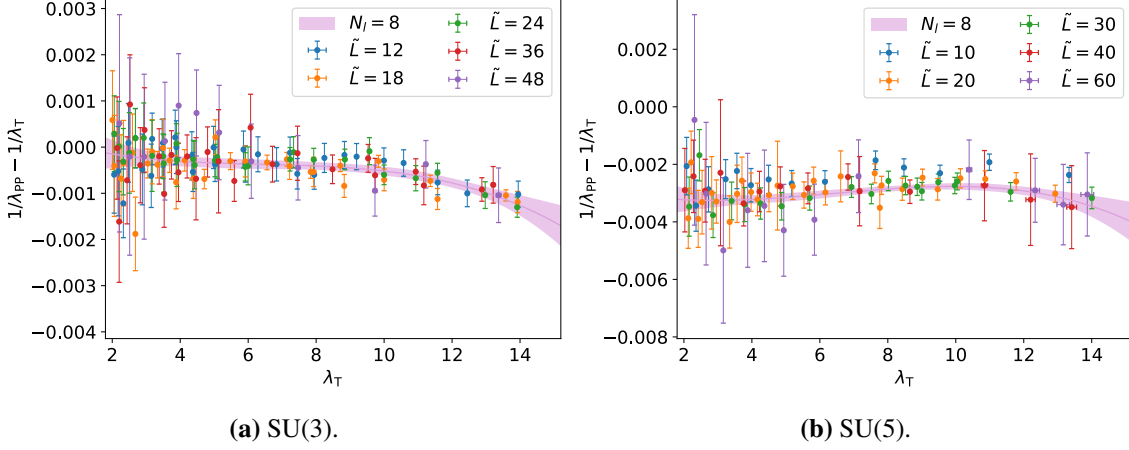 0.003
0.002
0.001
0.000
−0.001
−0.002
−0.003
−0.004
1/λ_PP − 1/λ_T
N_l = 8
L̃ = 12
L̃ = 18
L̃ = 24
L̃ = 36
L̃ = 48
2 4 6 8 10 12 14
λ_T
(a) SU(3).
0.002
0.000
−0.002
−0.004
−0.006
−0.008
1/λ_PP − 1/λ_T
N_l = 8
L̃ = 10
L̃ = 20
L̃ = 30
L̃ = 40
L̃ = 60
2 4 6 8 10 12 14
λ_T
(b) SU(5).